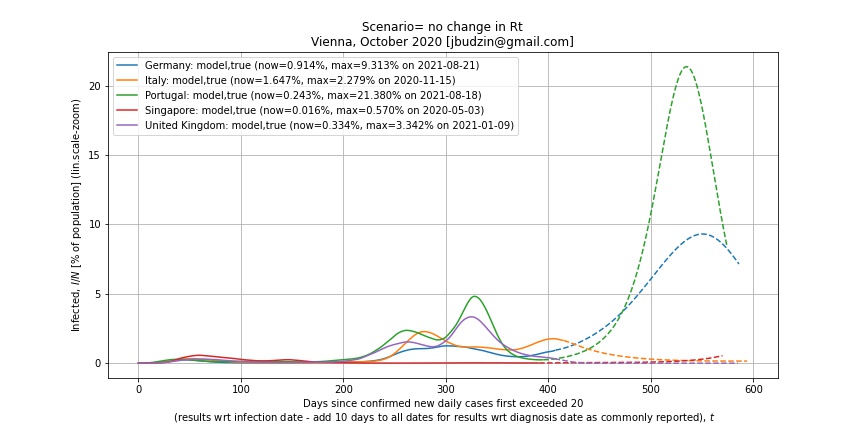 Scenario= no change in Rt
Vienna, October 2020 [jbudzin@gmail.com]
Germany: model,true (now=0.914%, max=9.313% on 2021-08-21)
Italy: model,true (now=1.647%, max=2.279% on 2020-11-15)
Portugal: model,true (now=0.243%, max=21.380% on 2021-08-18)
Singapore: model,true (now=0.016%, max=0.570% on 2020-05-03)
United Kingdom: model,true (now=0.334%, max=3.342% on 2021-01-09)
Infected, I/N [% of population] (lin.scale-zoom)
20
15
10
5
0
0 100 200 300 400 500 600
Days since confirmed new daily cases first exceeded 20
(results wrt infection date - add 10 days to all dates for results wrt diagnosis date as commonly reported), t